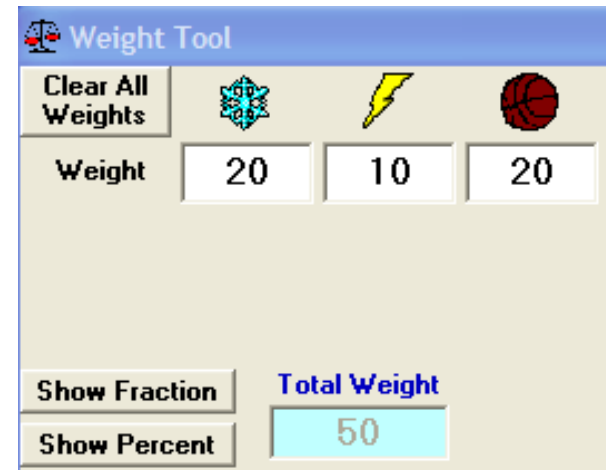 Weight Tool
Clear All
Weights
Weight 20 10 20
Show Fraction
Total Weight
Show Percent
50